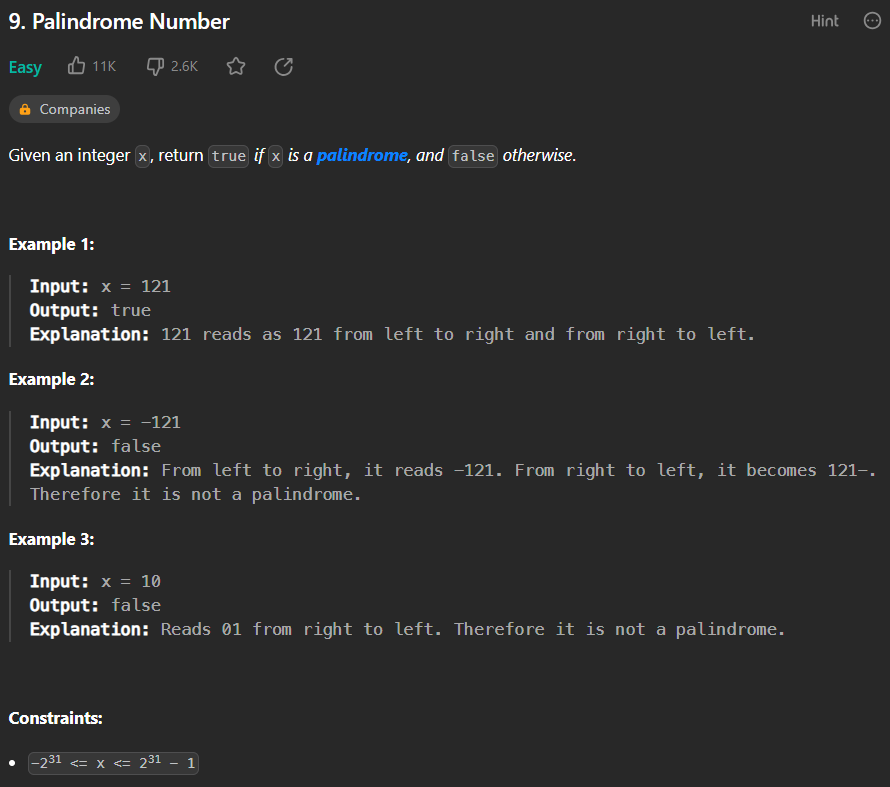 9. Palindrome Number
Hint
Easy 11K 2.6K
Companies
Given an integer x, return true if x is a palindrome, and false otherwise.
Example 1:
Input: x = 121
Output: true
Explanation: 121 reads as 121 from left to right and from right to left.
Example 2:
Input: x = -121
Output: false
Explanation: From left to right, it reads -121. From right to left, it becomes 121-.
Therefore it is not a palindrome.
Example 3:
Input: x = 10
Output: false
Explanation: Reads 01 from right to left. Therefore it is not a palindrome.
Constraints:
• -2³¹ <= x <= 2³¹ - 1